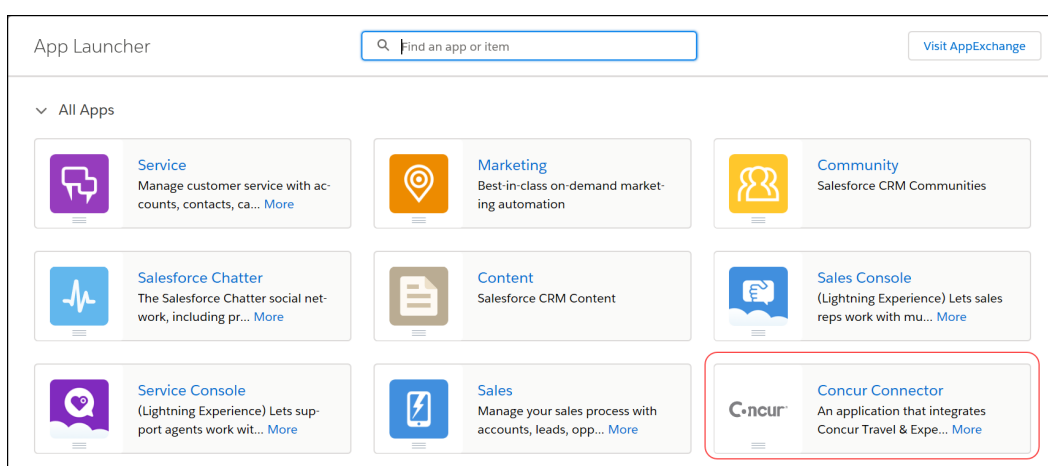 App Launcher
Find an app or item
Visit AppExchange
All Apps
Service
Manage customer service with ac-
counts, contacts, ca... More
Marketing
Best-in-class on-demand market-
ing automation
Community
Salesforce CRM Communities
Salesforce Chatter
The Salesforce Chatter social net-
work, including pr... More
Content
Salesforce CRM Content
Sales Console
(Lightning Experience) Lets sales
reps work with mu... More
Service Console
(Lightning Experience) Lets sup-
port agents work wit... More
Sales
Manage your sales process with
accounts, leads, opp... More
Concur
Concur Connector
An application that integrates
Concur Travel & Expe... More